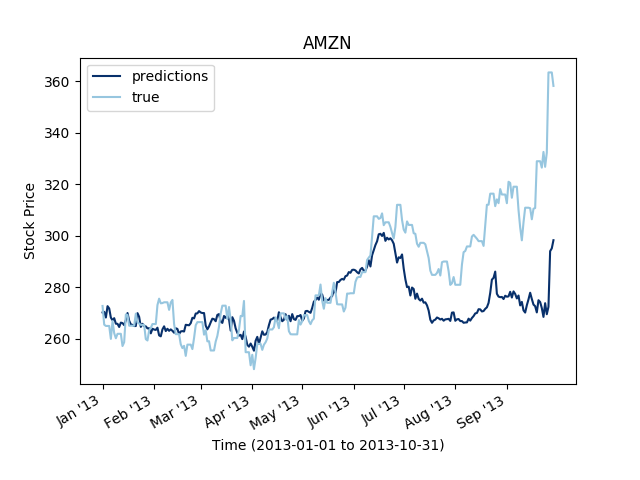 AMZN
predictions
true
360
340
320
300
280
260
Stock Price
Jan '13
Feb '13
Mar '13
Apr '13
May '13
Jun '13
Jul '13
Aug '13
Sep '13
Time (2013-01-01 to 2013-10-31)